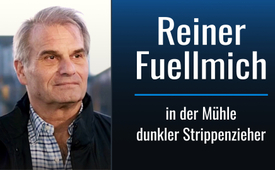 Reiner
Fuellmich
in der Mühle
dunkler Strippenzieher